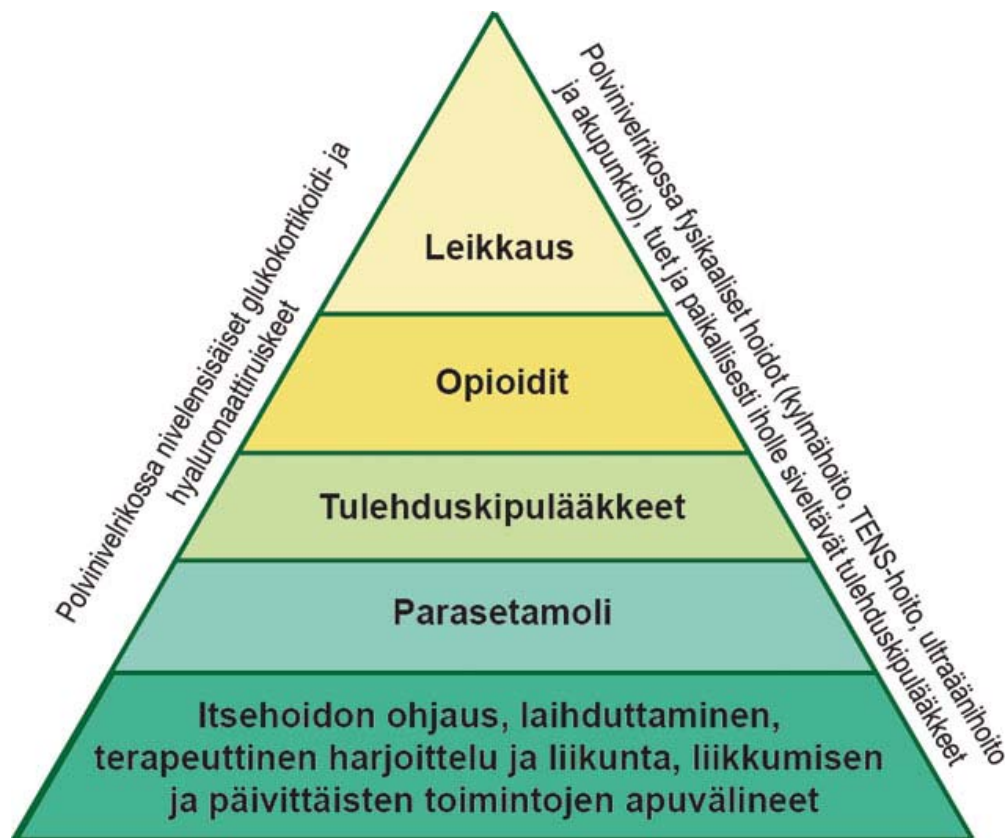 Polvinivelrikossa nivelensisäiset glukokortikoidi- ja
hyaluronaattiruiskeet
Polvinivelrikossa fysikaaliset hoidot (kylmähoito, TENS-hoito, ultraäänihoito
ja akupunktio), tuet ja paikallisesti iholle siveltävät tulehduskipulääkkeet
Leikkaus
Opioidit
Tulehduskipulääkkeet
Parasetamoli
Itsehoidon ohjaus, laihduttaminen,
terapeuttinen harjoittelu ja liikunta, liikkumisen
ja päivittäisten toimintojen apuvälineet